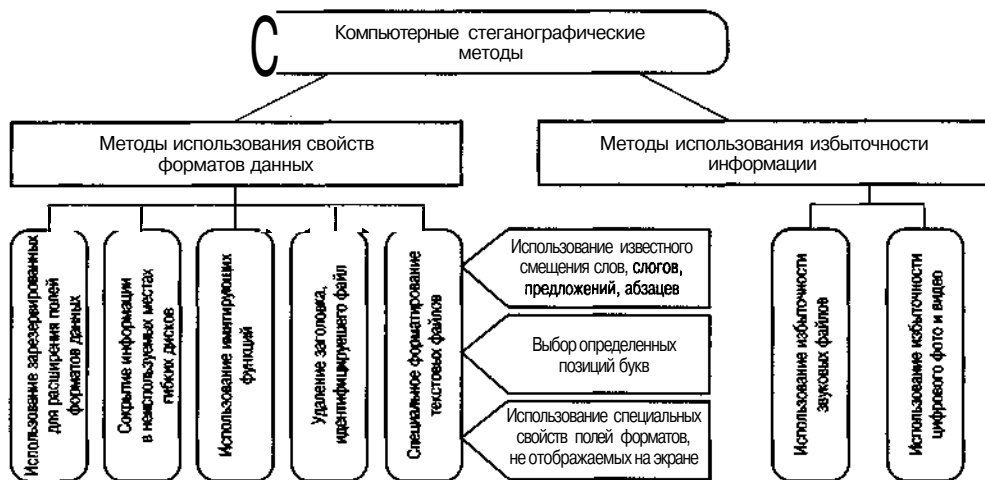 Компьютерные стеганографические
методы
Методы использования свойств
форматов данных
Методы использования избыточности
информации
Использование зарезервированных
для расширения полей
форматов данных
Сокрытие информации
в неиспользуемых местах
гибких дисков
Использование имитирующих
функций
Удаление заголовка,
идентифицируешего файл
Специальное форматирование
текстовых файлов
Использование известного
смещения слов, слогов,
предложений, абзацев
Выбор определенных
позиций букв
Использование специальных
свойств полей форматов,
не отображаемых на экране
Использование избыточности
звуковых файлов
Использование избыточности
цифрового фото и видео